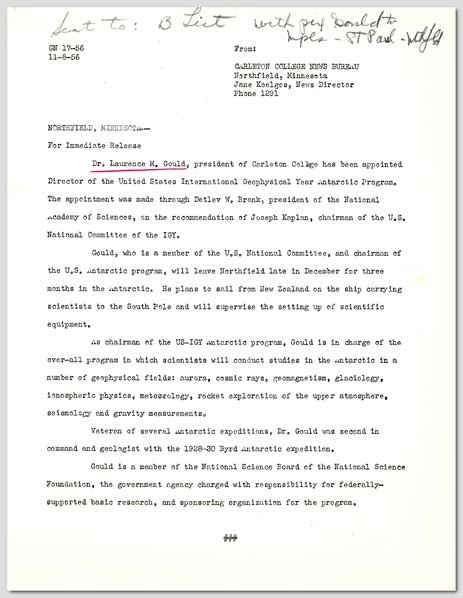 Sent to: B List with pix Gould to
Mpls - St Paul - Nthfld
GN 17-56
11-8-56
From:
CARLETON COLLEGE NEWS BUREAU
Northfield, Minnesota
Jane Koelges, News Director
Phone 1291
NORTHFIELD, MINNESOTA--
For Immediate Release
Dr. Laurence M. Gould, president of Carleton College has been appointed
Director of the United States International Geophysical Year Antarctic Program.
The appointment was made through Detlev W. Bronk, president of the National
Academy of Sciences, on the recommendation of Joseph Kaplan, chairman of the U.S.
National Committee of the IGY.
Gould, who is a member of the U.S. National Committee, and chairman of
the U.S. Antarctic program, will leave Northfield late in December for three
months in the Antarctic. He plans to sail from New Zealand on the ship carrying
scientists to the South Pole and will supervise the setting up of scientific
equipment.
As chairman of the US-IGY Antarctic program, Gould is in charge of the
over-all program in which scientists will conduct studies in the Antarctic in a
number of geophysical fields: aurora, cosmic rays, geomagnetism, glaciology,
ionospheric physics, meteorology, rocket exploration of the upper atmosphere,
seismology and gravity measurements.
Veteran of several Antarctic expeditions, Dr. Gould was second in
command and geologist with the 1928-30 Byrd Antarctic expedition.
Gould is a member of the National Science Board of the National Science
Foundation, the government agency charged with responsibility for federally-
supported basic research, and sponsoring organization for the program.
###